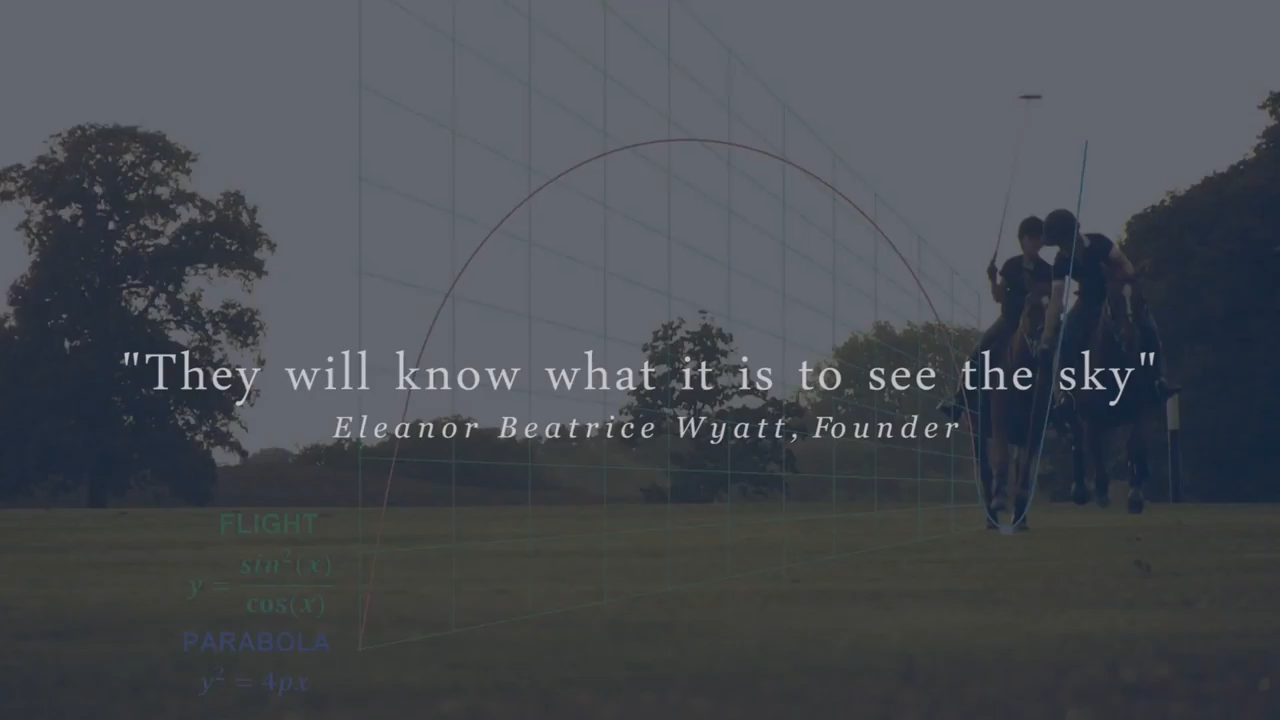 "They will know what it is to see the sky"
Eleanor Beatrice Wyatt, Founder
FLIGHT
y = sin²(x) / cos(x)
PARABOLA
y² = 4px